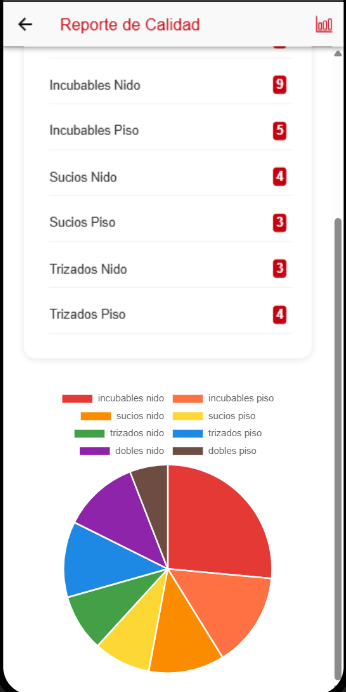 Reporte de Calidad
Incubables Nido 9
Incubables Piso 5
Sucios Nido 4
Sucios Piso 3
Trizados Nido 3
Trizados Piso 4
incubables nido incubables piso
sucios nido sucios piso
trizados nido trizados piso
dobles nido dobles piso